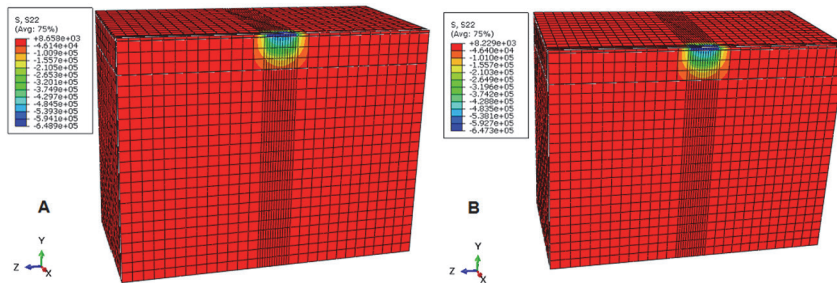 S, S22
(Avg: 75%)
+8.658e+03
-4.614e+04
-1.009e+05
-1.557e+05
-2.105e+05
-2.653e+05
-3.201e+05
-3.749e+05
-4.297e+05
-4.845e+05
-5.393e+05
-5.941e+05
-6.489e+05
A
Y
Z
X
S, S22
(Avg: 75%)
+8.229e+03
-4.640e+04
-1.010e+05
-1.557e+05
-2.103e+05
-2.649e+05
-3.196e+05
-3.742e+05
-4.288e+05
-4.835e+05
-5.381e+05
-5.927e+05
-6.473e+05
B
Y
Z
X